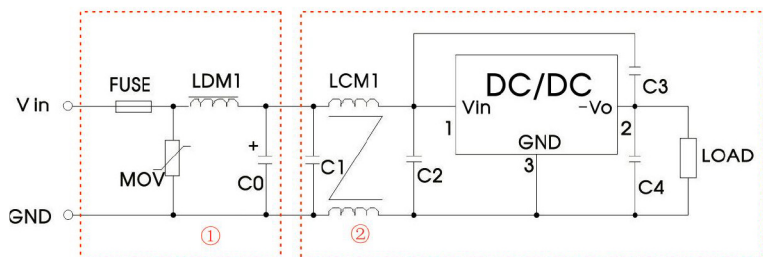 FUSE
LDM1
LCM1
DC/DC
C3
Vin
Vin
1
−Vo
2
GND
3
MOV
+
C0
C1
C2
C4
LOAD
GND
①
②